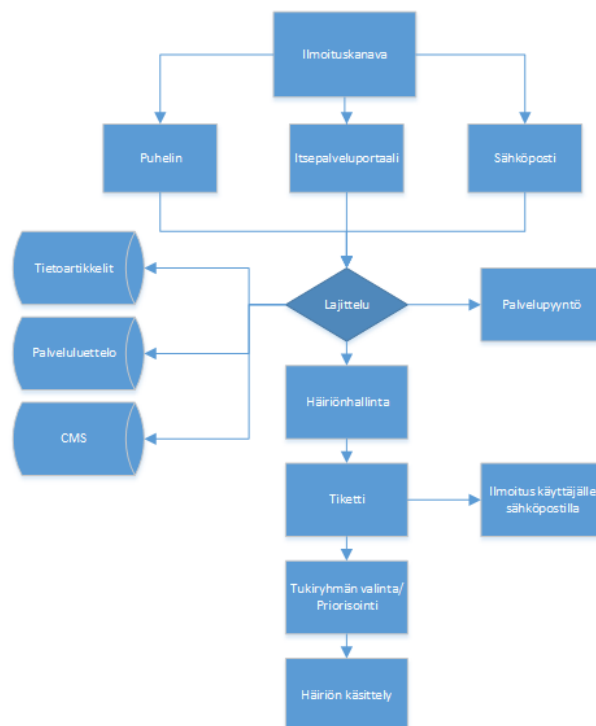 Ilmoituskanava
Puhelin
Itsepalveluportaali
Sähköposti
Tietoartikkelit
Lajittelu
Palvelupyyntö
Palveluluettelo
Häiriönhallinta
CMS
Tiketti
Ilmoitus käyttäjälle
sähköpostilla
Tukiryhmän valinta/
Priorisointi
Häiriön käsittely